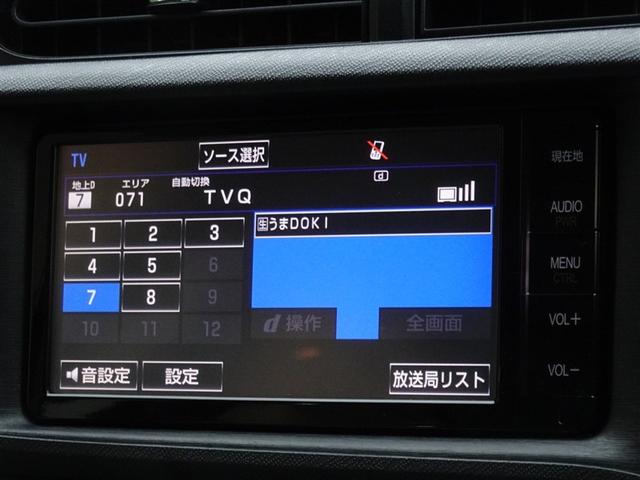 TV
ソース選択
地上D エリア 自動切換
7 071 TVQ
d
生うまDOKI
1 2 3
4 5 6
7 8 9
10 11 12
d 操作 全画面
音設定 設定 放送局リスト
現在地
AUDIO
PWR
MENU
CTRL
VOL+
VOL−